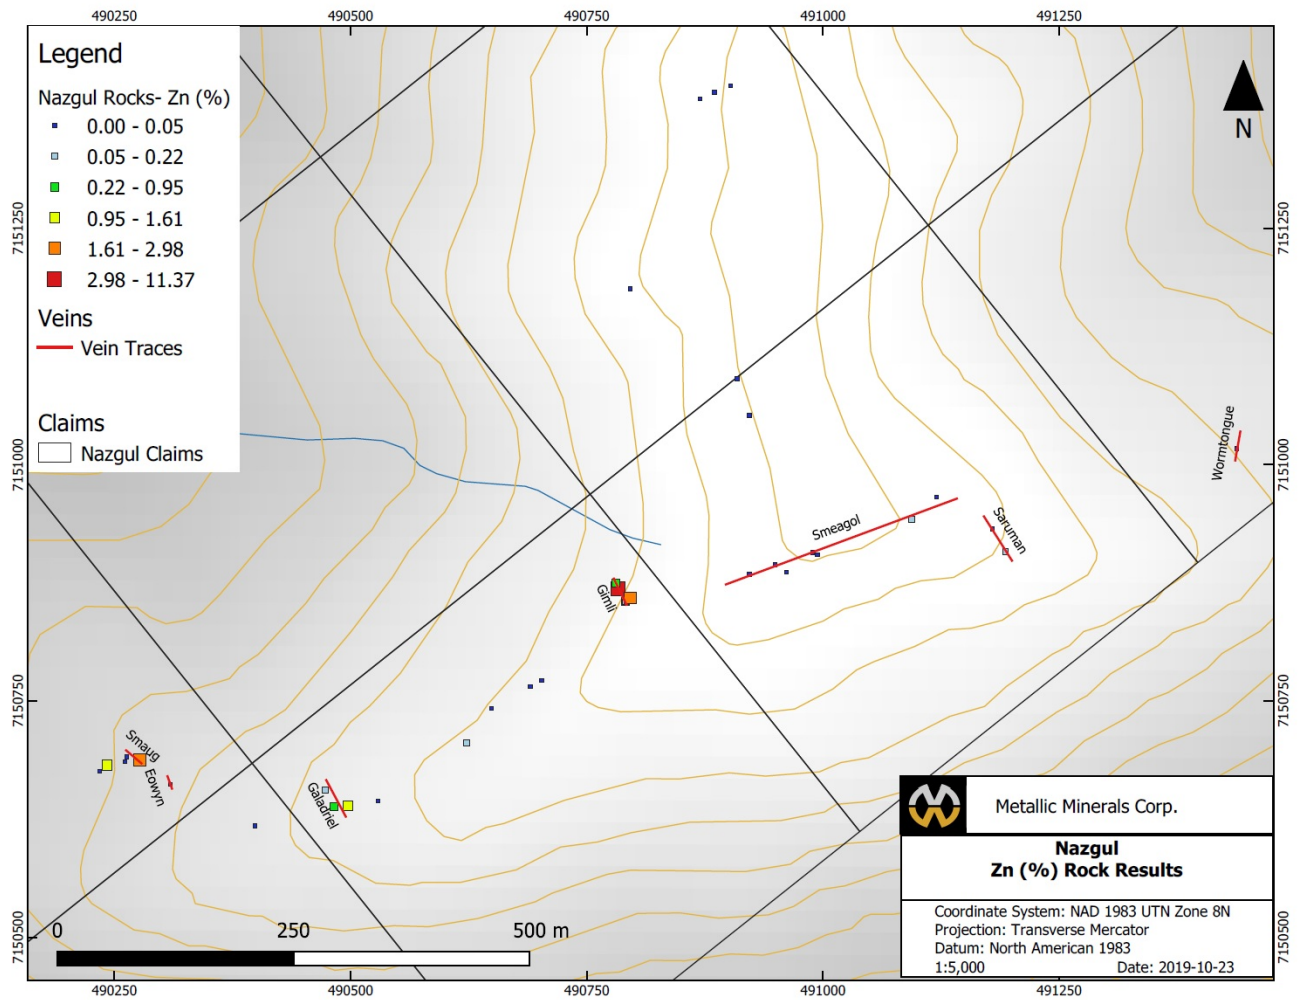 490250 490500 490750 491000 491250
Legend
Nazgul Rocks- Zn (%)
0.00 - 0.05
0.05 - 0.22
0.22 - 0.95
0.95 - 1.61
1.61 - 2.98
2.98 - 11.37
Veins
Vein Traces
Claims
Nazgul Claims
N
7151250
7151000
7150750
7150500
7151250
7151000
7150750
7150500
Wormtongue
Smeagol
Saruman
Gimli
Smaug
Eowyn
Galadriel
0 250 500 m
Metallic Minerals Corp.
Nazgul
Zn (%) Rock Results
Coordinate System: NAD 1983 UTN Zone 8N
Projection: Transverse Mercator
Datum: North American 1983
1:5,000 Date: 2019-10-23
490250 490500 490750 491000 491250